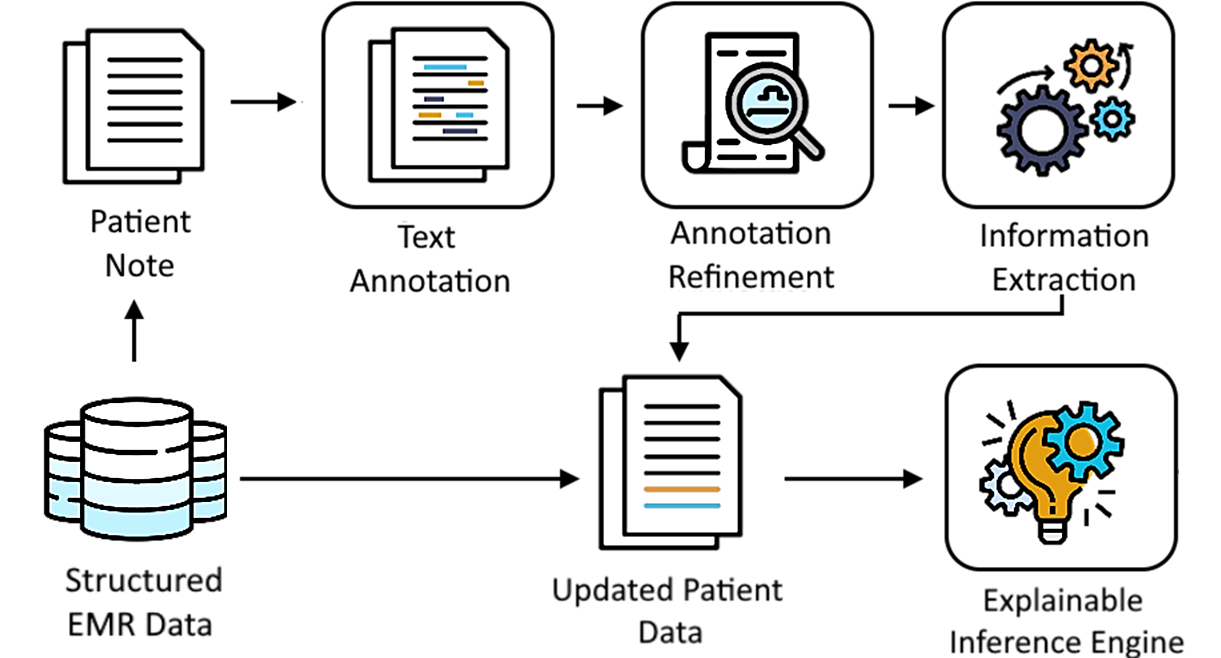 Patient
Note
Text
Annotation
Annotation
Refinement
Information
Extraction
Structured
EMR Data
Updated Patient
Data
Explainable
Inference Engine